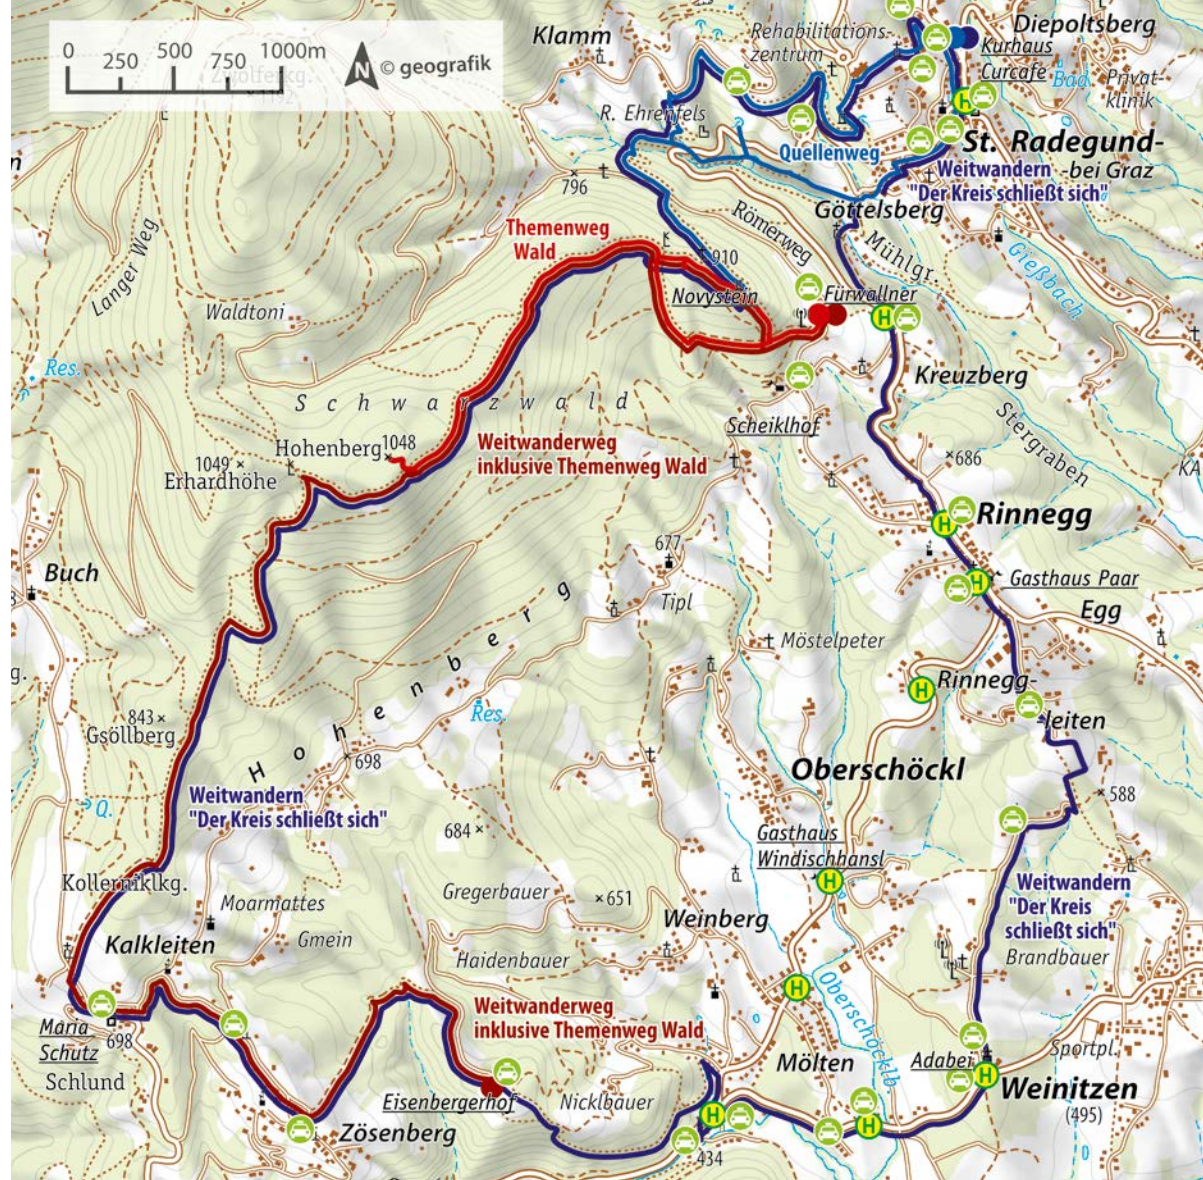 0 250 500 750 1000m
N © geografik
Klamm
Rehabilitations-
zentrum
Diepoltsberg
Kurhaus
Curcafe
Bad
Privat-
klinik
R. Ehrenfels
H
Quellenweg
St. Radegund
-bei Graz
Weitwandern
"Der Kreis schließt sich"
796
Göttelsberg
Römerweg
Mühlgr.
Gießbach
Langer Weg
Themenweg
Wald
910
Novystein
Fürwallner
H
Waldtoni
Res.
Kreuzberg
Schwarzwald
Scheiklhof
Stergraben
KA
Hohenberg
1048
1049
Erhardhöhe
Weitwanderweg
inklusive Themenweg Wald
686
H
Rinnegg
Buch
677
Tipl
H
Gasthaus Paar
Egg
Möstelpeter
Hohenberg
H
Rinnegg-
leiten
Res.
843
Gsöllberg
698
Oberschöckl
588
Q.
Weitwandern
"Der Kreis schließt sich"
684
Gasthaus
Windischhansl
H
Kollerniklkg.
Moarmattes
Gregerbauer
651
Weinberg
Weitwandern
"Der Kreis
schließt sich"
Brandbauer
Kalkleiten
Gmein
Haidenbauer
H
Oberschöcklb
Maria
Schutz
698
Schlund
Weitwanderweg
inklusive Themenweg Wald
Mölten
Adabei
Sportpl.
H
Weinitzen
(495)
Eisenbergerhof
Nicklbauer
H
H
Zösenberg
434